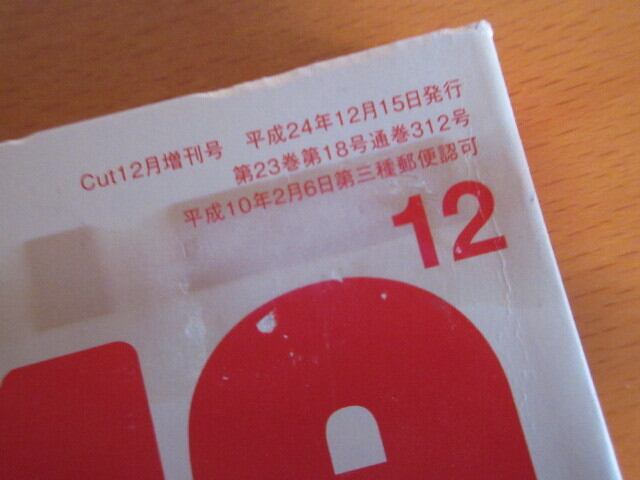 Cut12月増刊号 平成24年12月15日発行
第23巻第18号通巻312号
平成10年2月6日第三種郵便認可
12